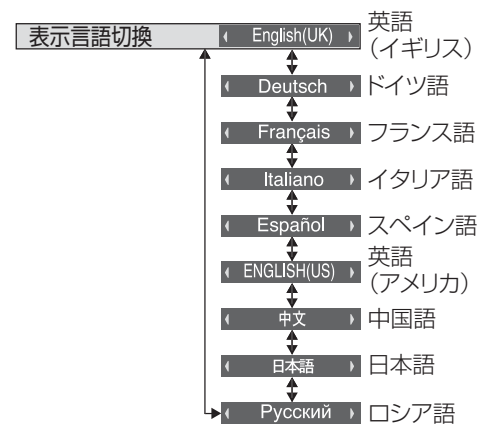 表示言語切換
English(UK)
英語
（イギリス）
Deutsch
ドイツ語
Français
フランス語
Italiano
イタリア語
Español
スペイン語
ENGLISH(US)
英語
（アメリカ）
中文
中国語
日本語
日本語
Русский
ロシア語